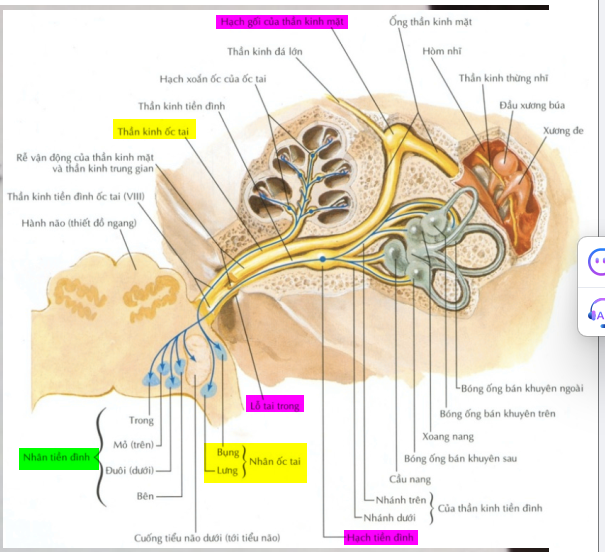 Hạch gối của thần kinh mặt
Ống thần kinh mặt
Thần kinh đá lớn
Hòm nhĩ
Hạch xoắn ốc của ốc tai
Thần kinh thừng nhĩ
Thần kinh tiền đình
Đầu xương búa
Thần kinh ốc tai
Xương đe
Rễ vận động của thần kinh mặt
và thần kinh trung gian
Thần kinh tiền đình ốc tai (VIII)
Hành não (thiết đồ ngang)
A
Bóng ống bán khuyên ngoài
Lỗ tai trong
Bóng ống bán khuyên trên
Trong
Xoang nang
Mỏ (trên)
Bụng
Nhân tiền đình
Nhân ốc tai
Bóng ống bán khuyên sau
Đuôi (dưới)
Lưng
Cầu nang
Bên
Nhánh trên
Của thần kinh tiền đình
Nhánh dưới
Cuống tiểu não dưới (tới tiểu não)
Hạch tiền đình